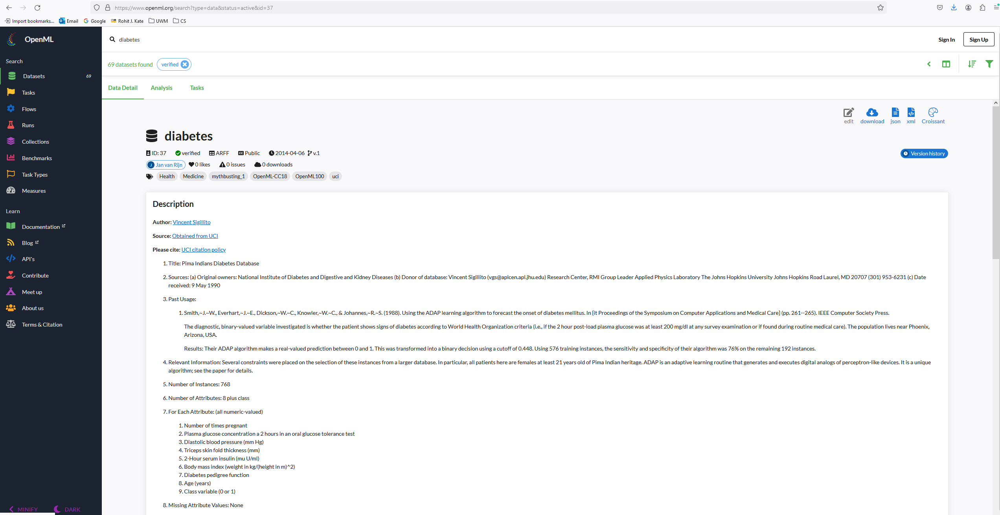 https://www.openml.org/search?type=data&status=active&id=37
Import bookmarks... Email Google Rohit J. Kate UWM CS
OpenML
diabetes
Sign In Sign Up
Search
69 datasets found verified
Datasets 69
Tasks
Flows
Runs
Collections
Benchmarks
Task Types
Measures
Learn
Documentation
Blog
API's
Contribute
Meet up
About us
Terms & Citation
MINIFY DARK
Data Detail Analysis Tasks
edit download json xml Croissant
diabetes
ID: 37 verified ARFF Public 2014-04-06 v.1
Version history
J Jan van Rijn 0 likes 0 issues 0 downloads
Health Medicine mythbusting_1 OpenML-CC18 OpenML100 uci
Description
Author: Vincent Sigillito
Source: Obtained from UCI
Please cite: UCI citation policy
1. Title: Pima Indians Diabetes Database
2. Sources: (a) Original owners: National Institute of Diabetes and Digestive and Kidney Diseases (b) Donor of database: Vincent Sigillito (vgs@aplcen.apl.jhu.edu) Research Center, RMI Group Leader Applied Physics Laboratory The Johns Hopkins University Johns Hopkins Road Laurel, MD 20707 (301) 953-6231 (c) Date
received: 9 May 1990
3. Past Usage:
1. Smith,~J.~W., Everhart,~J.~E., Dickson,~W.~C., Knowler,~W.~C., & Johannes,~R.~S. (1988). Using the ADAP learning algorithm to forecast the onset of diabetes mellitus. In {it Proceedings of the Symposium on Computer Applications and Medical Care} (pp. 261--265). IEEE Computer Society Press.
The diagnostic, binary-valued variable investigated is whether the patient shows signs of diabetes according to World Health Organization criteria (i.e., if the 2 hour post-load plasma glucose was at least 200 mg/dl at any survey examination or if found during routine medical care). The population lives near Phoenix,
Arizona, USA.
Results: Their ADAP algorithm makes a real-valued prediction between 0 and 1. This was transformed into a binary decision using a cutoff of 0.448. Using 576 training instances, the sensitivity and specificity of their algorithm was 76% on the remaining 192 instances.
4. Relevant Information: Several constraints were placed on the selection of these instances from a larger database. In particular, all patients here are females at least 21 years old of Pima Indian heritage. ADAP is an adaptive learning routine that generates and executes digital analogs of perceptron-like devices. It is a unique
algorithm; see the paper for details.
5. Number of Instances: 768
6. Number of Attributes: 8 plus class
7. For Each Attribute: (all numeric-valued)
1. Number of times pregnant
2. Plasma glucose concentration a 2 hours in an oral glucose tolerance test
3. Diastolic blood pressure (mm Hg)
4. Triceps skin fold thickness (mm)
5. 2-Hour serum insulin (mu U/ml)
6. Body mass index (weight in kg/(height in m)^2)
7. Diabetes pedigree function
8. Age (years)
9. Class variable (0 or 1)
8. Missing Attribute Values: None